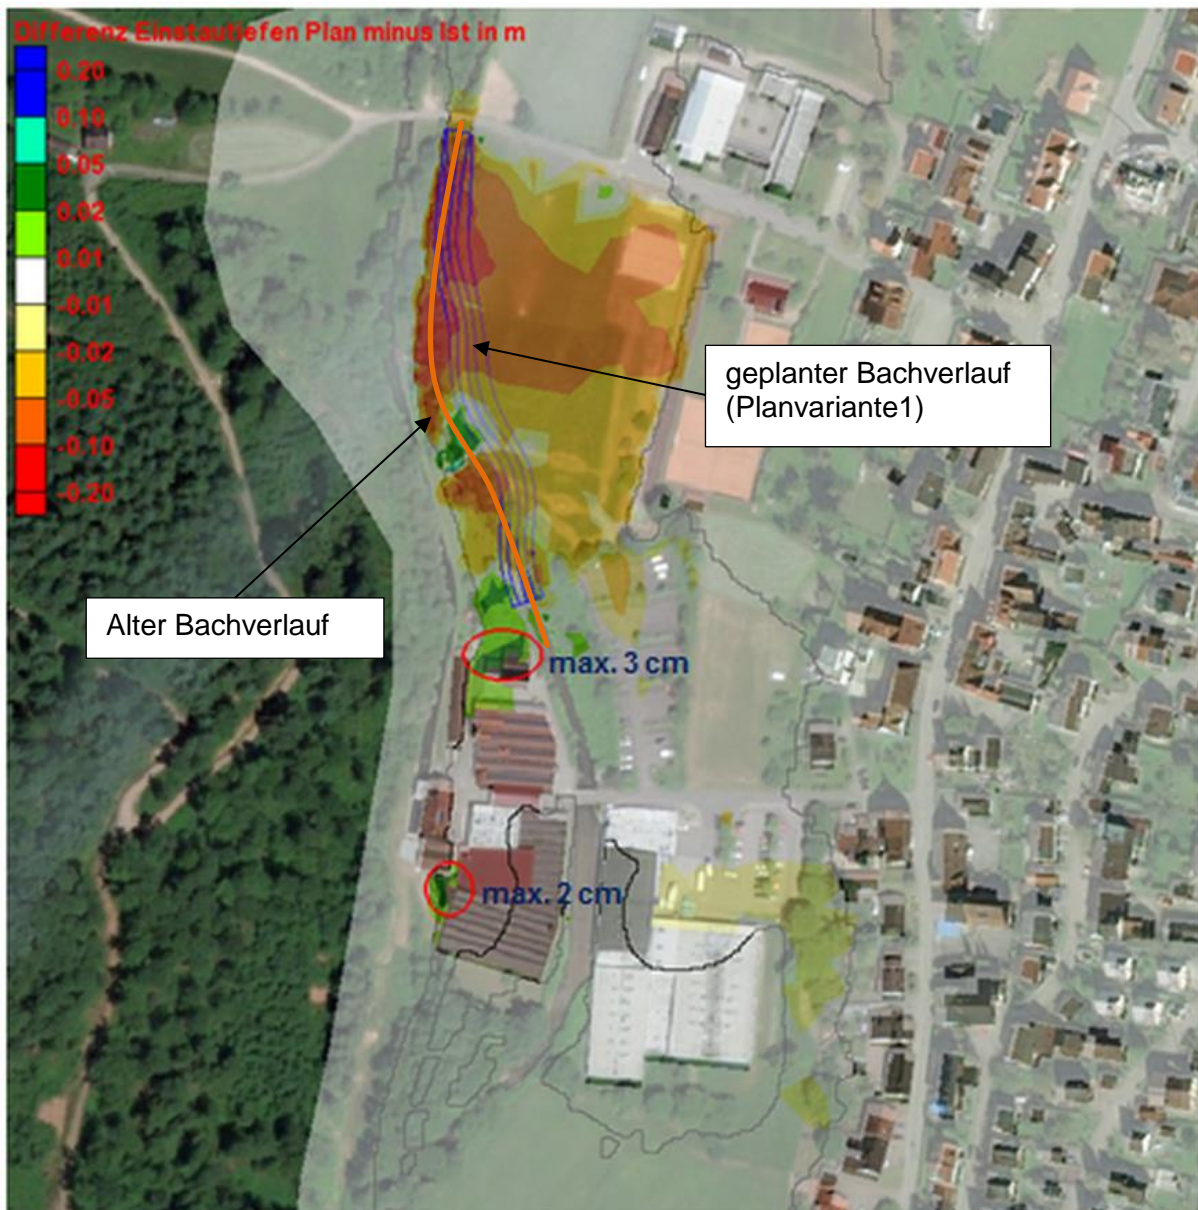 Differenz Einstautiefen Plan minus Ist in m
0.20
0.10
0.05
0.02
0.01
-0.01
-0.02
-0.05
-0.10
-0.20
geplanter Bachverlauf
(Planvariante1)
Alter Bachverlauf
max. 3 cm
max. 2 cm